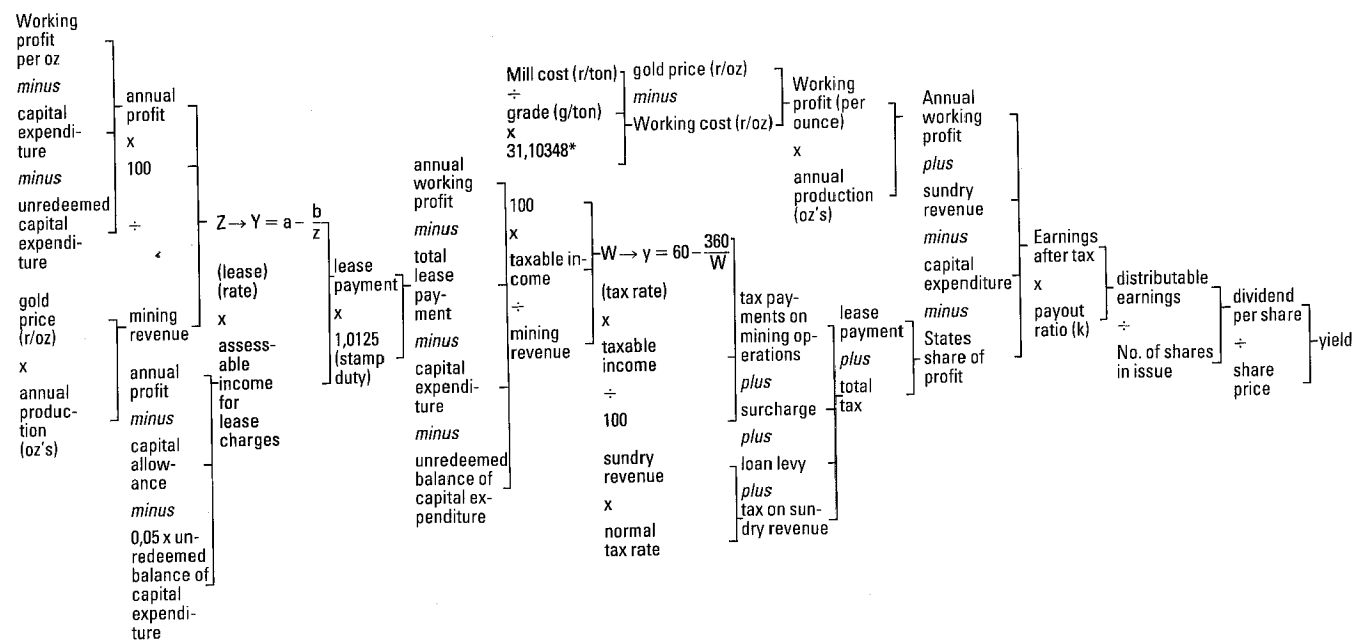 Working
profit
per oz
minus
capital
expendi-
ture
minus
unredeemed
capital
expendi-
ture
gold
price
(r/oz)
x
annual
produc-
tion
(oz's)
annual
profit
x
100
÷
mining
revenue
annual
profit
minus
capital
allow-
ance
minus
0,05 x un-
redeemed
balance of
capital
expendi-
ture
Z → Y = a - b/z
(lease)
(rate)
x
assess-
able
income
for
lease
charges
lease
payment
x
1,0125
(stamp
duty)
annual
working
profit
minus
total
lease
pay-
ment
minus
capital
expendi-
ture
minus
unredeemed
balance of
capital ex-
penditure
100
x
taxable in-
come
÷
mining
revenue
W → y = 60 - 360/W
(tax rate)
x
taxable
income
÷
100
sundry
revenue
x
normal
tax rate
tax pay-
ments on
mining op-
erations
plus
surcharge
plus
loan levy
plus
tax on sun-
dry revenue
lease
payment
plus
total
tax
Mill cost (r/ton)
÷
grade (g/ton)
x
31,10348*
gold price (r/oz)
minus
Working cost (r/oz)
Working
profit (per
ounce)
x
annual
production
(oz's)
Annual
working
profit
plus
sundry
revenue
minus
capital
expenditure
minus
States
share of
profit
Earnings
after tax
x
payout
ratio (k)
distributable
earnings
÷
No. of shares
in issue
dividend
per share
÷
share
price
yield